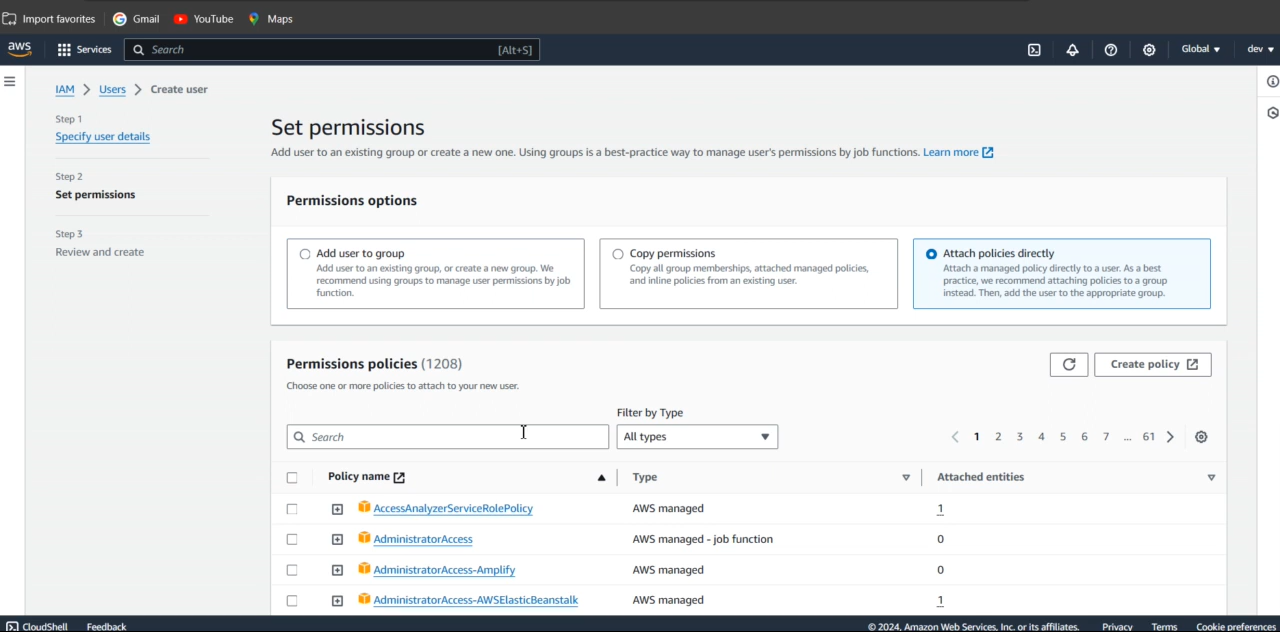 Import favorites Gmail YouTube Maps
aws Services Search [Alt+S] Global dev
IAM > Users > Create user
Step 1
Specify user details
Step 2
Set permissions
Step 3
Review and create
Set permissions
Add user to an existing group or create a new one. Using groups is a best-practice way to manage user's permissions by job functions. Learn more
Permissions options
Add user to group
Add user to an existing group, or create a new group. We
recommend using groups to manage user permissions by job
function.
Copy permissions
Copy all group memberships, attached managed policies,
and inline policies from an existing user.
Attach policies directly
Attach a managed policy directly to a user. As a best
practice, we recommend attaching policies to a group
instead. Then, add the user to the appropriate group.
Permissions policies (1208)
Create policy
Choose one or more policies to attach to your new user.
Filter by Type
Search All types 1 2 3 4 5 6 7 ... 61
Policy name Type Attached entities
AccessAnalyzerServiceRolePolicy AWS managed 1
AdministratorAccess AWS managed - job function 0
AdministratorAccess-Amplify AWS managed 0
AdministratorAccess-AWSElasticBeanstalk AWS managed 1
CloudShell Feedback © 2024, Amazon Web Services, Inc. or its affiliates. Privacy Terms Cookie preferences